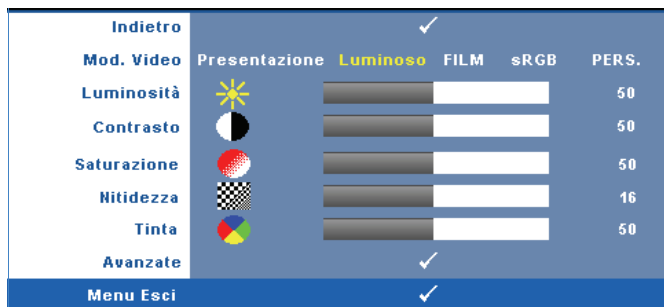 Indietro
Mod. Video Presentazione Luminoso FILM sRGB PERS.
Luminosità 50
Contrasto 50
Saturazione 50
Nitidezza 16
Tinta 50
Avanzate
Menu Esci